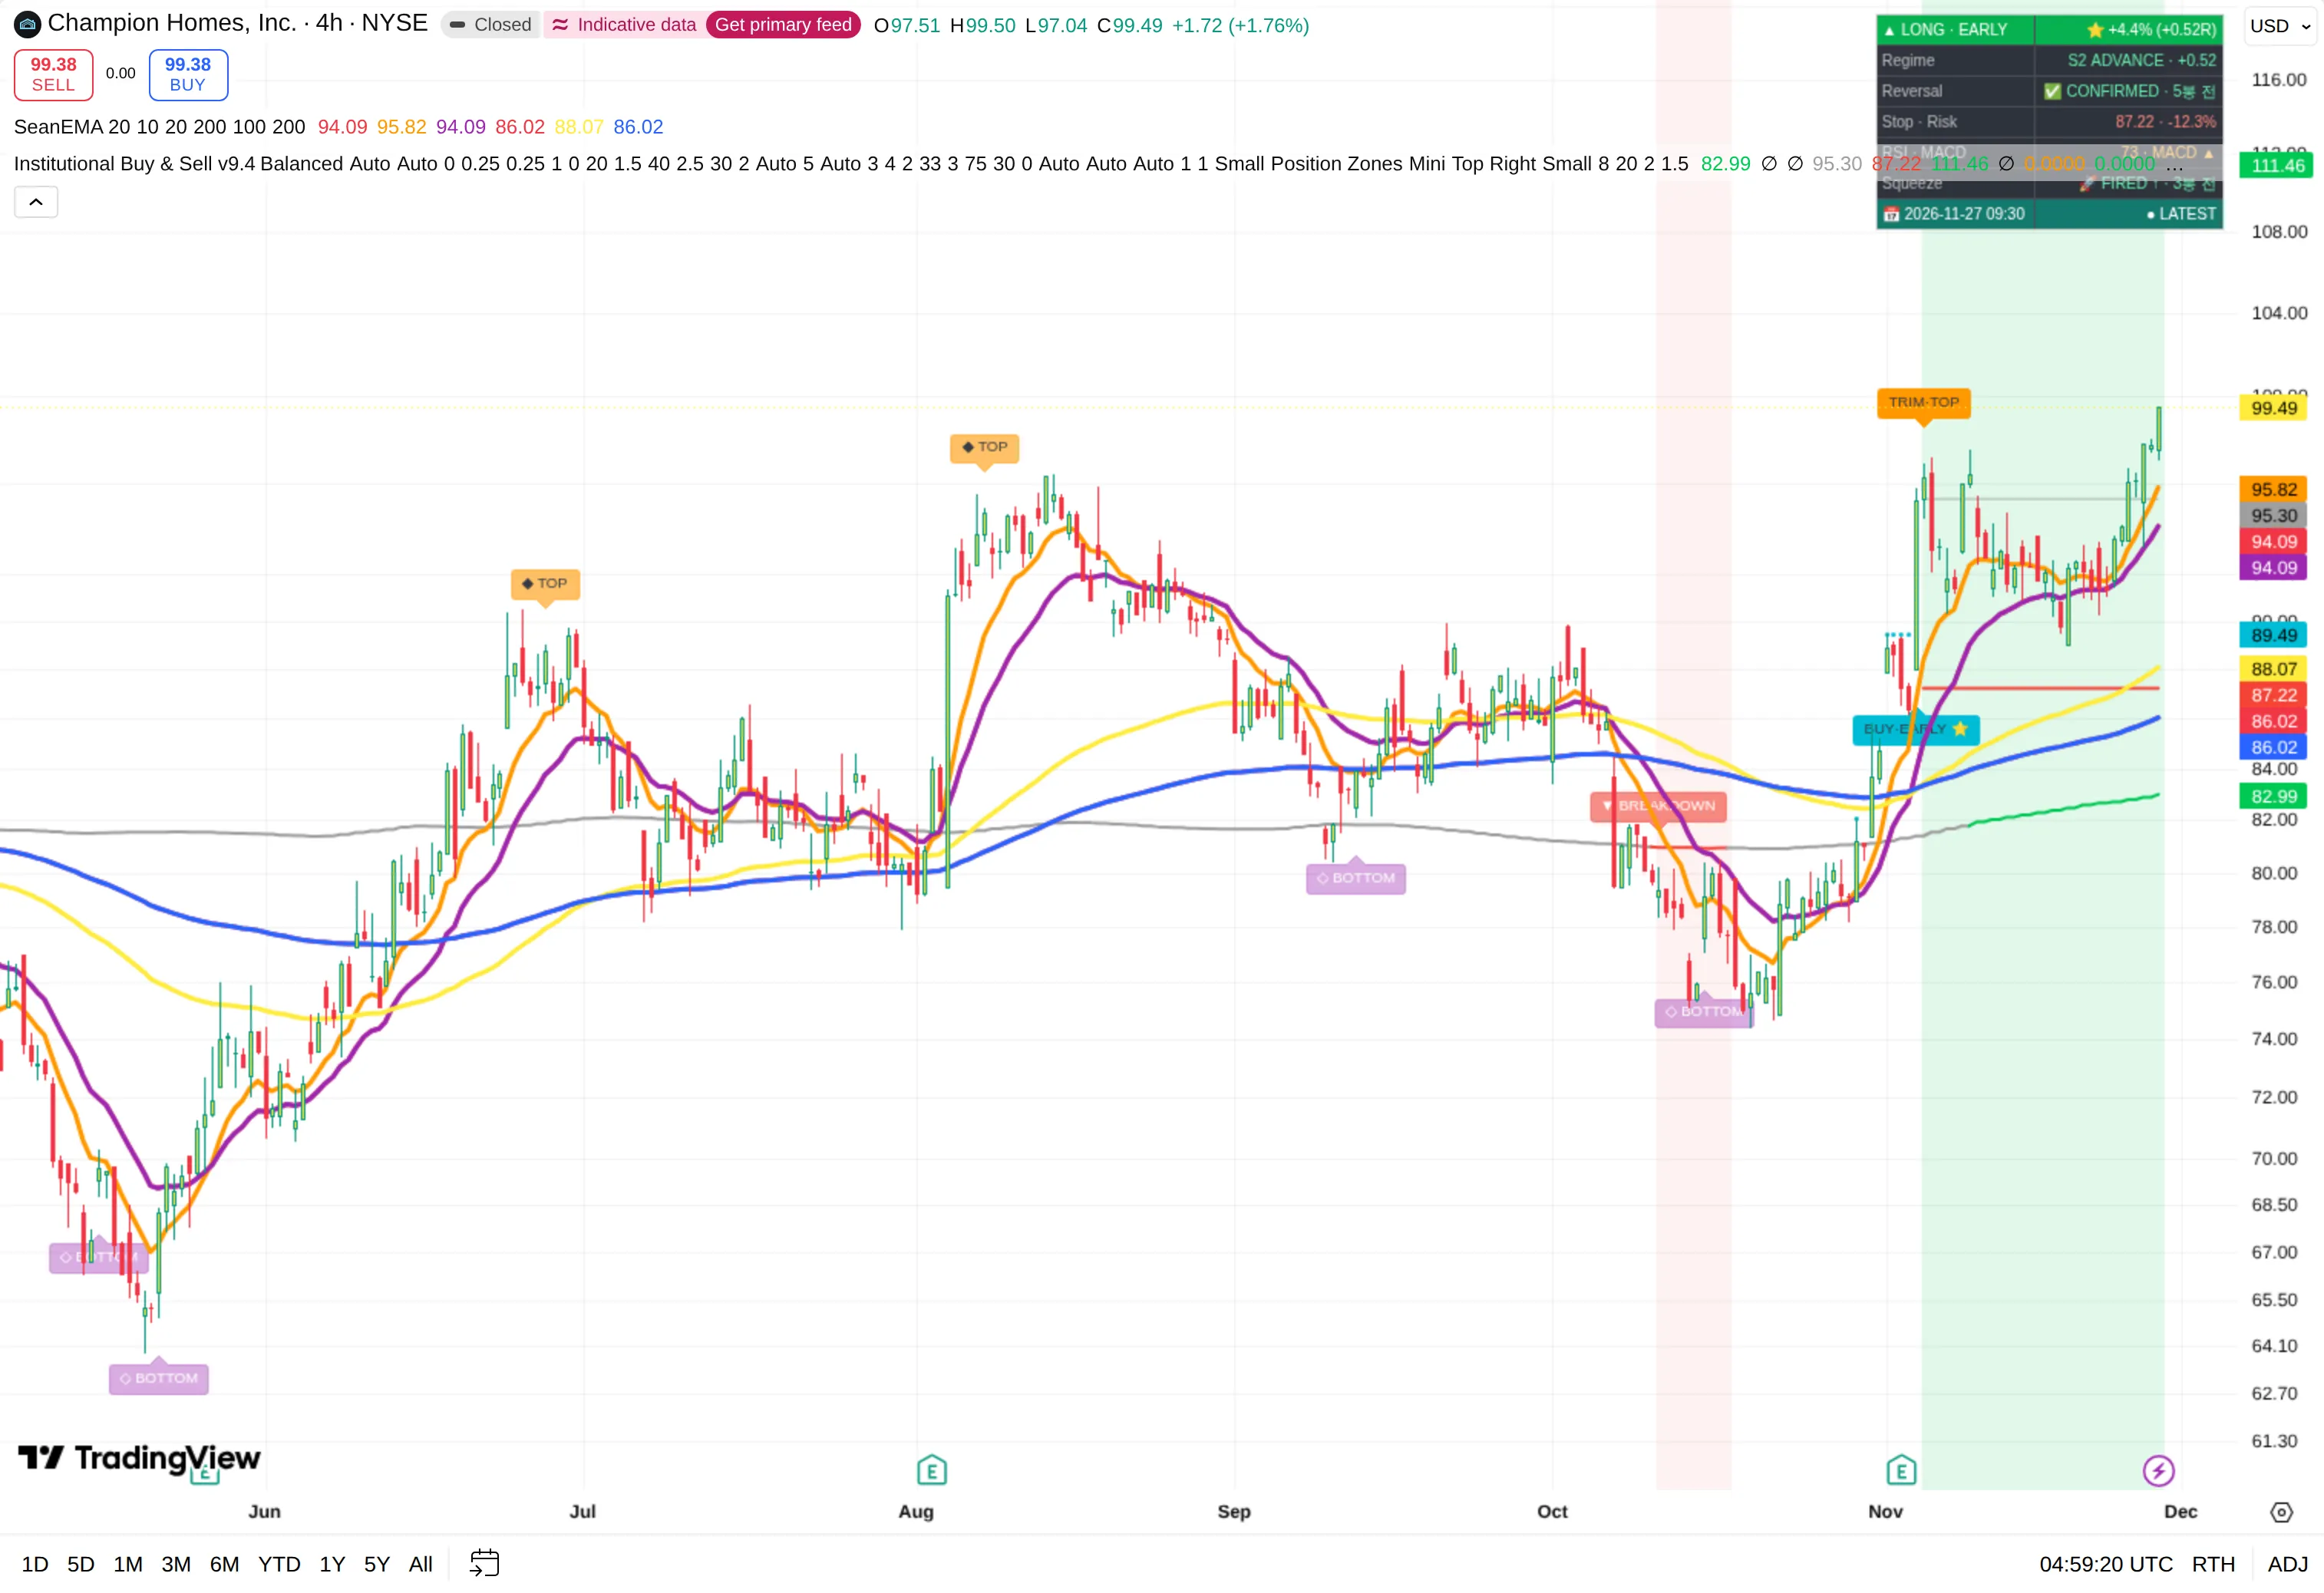 Champion Homes, Inc. · 4h · NYSE Closed Indicative data Get primary feed O97.51 H99.50 L97.04 C99.49 +1.72 (+1.76%)
99.38 SELL 0.00 99.38 BUY
SeanEMA 20 10 20 200 100 200 94.09 95.82 94.09 86.02 88.07 86.02
Institutional Buy & Sell v9.4 Balanced Auto Auto 0 0.25 0.25 1 0 20 1.5 40 2.5 30 2 Auto 5 Auto 3 4 2 33 3 75 30 0 Auto Auto Auto 1 1 Small Position Zones Mini Top Right Small 8 20 2 1.5 82.99 ∅ ∅ 95.30 87.22 111.46 ∅ 0.0000 0.0000 ...
▲ LONG · EARLY ⭐ +4.4% (+0.52R)
Regime S2 ADVANCE · +0.52
Reversal ✅ CONFIRMED · 5봉 전
Stop · Risk 87.22 · -12.3%
RSI · MACD 73 · MACD ▲
Squeeze 🚀 FIRED ↑ · 3봉 전
📅 2026-11-27 09:30 ● LATEST
USD
116.00
111.46
108.00
104.00
99.49
95.82
95.30
94.09
94.09
89.49
88.07
87.22
86.02
86.02
84.00
82.99
82.00
80.00
78.00
76.00
74.00
72.00
70.00
68.50
67.00
65.50
64.10
62.70
61.30
TRIM·TOP
◆ TOP
◆ TOP
BUY·EARLY ⭐
▼ BREAKDOWN
◇ BOTTOM
◇ BOTTOM
◇ BOTTOM
◇ BOTTOM
TradingView
E
E
E
Jun Jul Aug Sep Oct Nov Dec
1D 5D 1M 3M 6M YTD 1Y 5Y All 04:59:20 UTC RTH ADJ